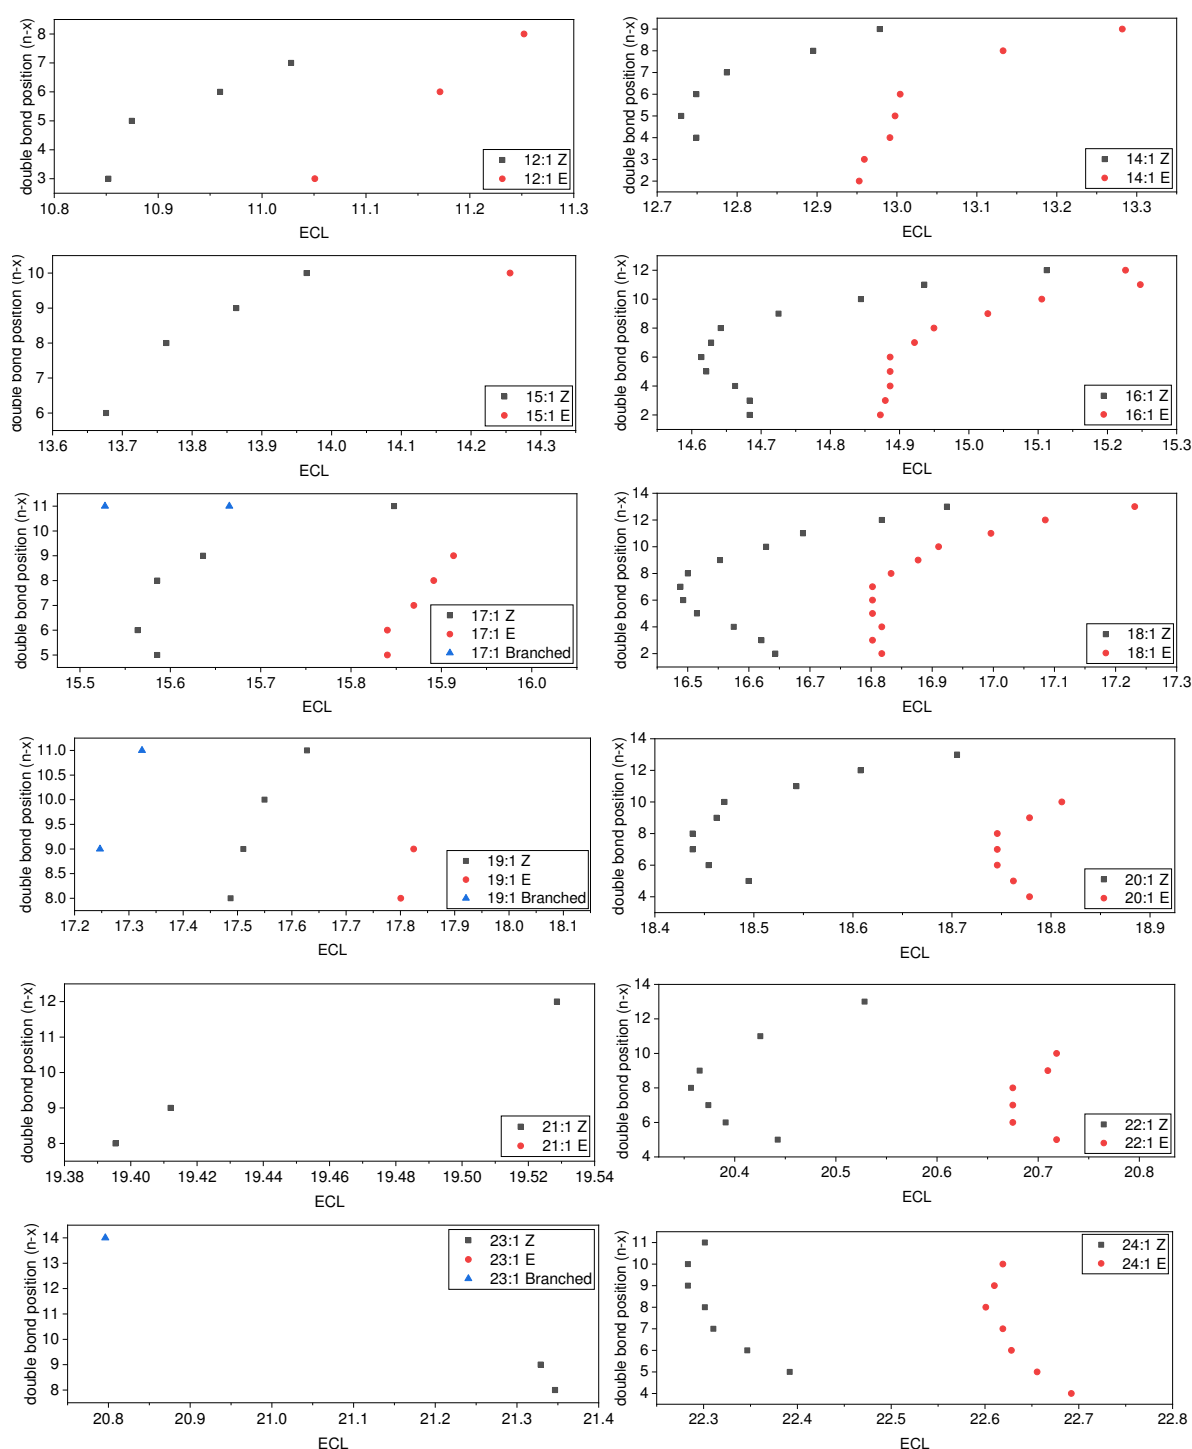 double bond position (n-x)
8
7
6
5
4
3
10.8 10.9 11.0 11.1 11.2 11.3
ECL
12:1 Z
12:1 E
double bond position (n-x)
9
8
7
6
5
4
3
2
12.7 12.8 12.9 13.0 13.1 13.2 13.3
ECL
14:1 Z
14:1 E
double bond position (n-x)
10
9
8
7
6
13.6 13.7 13.8 13.9 14.0 14.1 14.2 14.3
ECL
15:1 Z
15:1 E
double bond position (n-x)
12
10
8
6
4
2
14.6 14.7 14.8 14.9 15.0 15.1 15.2 15.3
ECL
16:1 Z
16:1 E
double bond position (n-x)
11
10
9
8
7
6
5
15.5 15.6 15.7 15.8 15.9 16.0
ECL
17:1 Z
17:1 E
17:1 Branched
double bond position (n-x)
14
12
10
8
6
4
2
16.5 16.6 16.7 16.8 16.9 17.0 17.1 17.2 17.3
ECL
18:1 Z
18:1 E
double bond position (n-x)
11.0
10.5
10.0
9.5
9.0
8.5
8.0
17.2 17.3 17.4 17.5 17.6 17.7 17.8 17.9 18.0 18.1
ECL
19:1 Z
19:1 E
19:1 Branched
double bond position (n-x)
14
12
10
8
6
4
18.4 18.5 18.6 18.7 18.8 18.9
ECL
20:1 Z
20:1 E
double bond position (n-x)
12
11
10
9
8
19.38 19.40 19.42 19.44 19.46 19.48 19.50 19.52 19.54
ECL
21:1 Z
21:1 E
double bond position (n-x)
14
12
10
8
6
4
20.4 20.5 20.6 20.7 20.8
ECL
22:1 Z
22:1 E
double bond position (n-x)
14
13
12
11
10
9
8
20.8 20.9 21.0 21.1 21.2 21.3 21.4
ECL
23:1 Z
23:1 E
23:1 Branched
double bond position (n-x)
11
10
9
8
7
6
5
4
22.3 22.4 22.5 22.6 22.7 22.8
ECL
24:1 Z
24:1 E